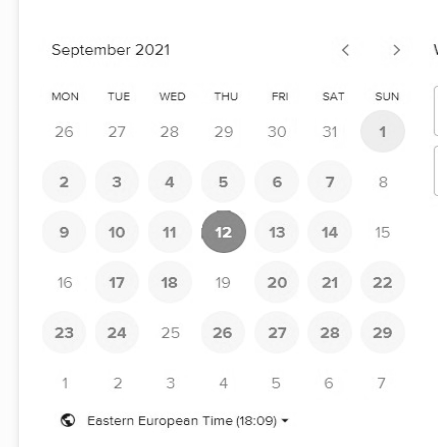 September 2021 < >
MON TUE WED THU FRI SAT SUN
26 27 28 29 30 31 1
2 3 4 5 6 7 8
9 10 11 12 13 14 15
16 17 18 19 20 21 22
23 24 25 26 27 28 29
1 2 3 4 5 6 7
Eastern European Time (18:09)